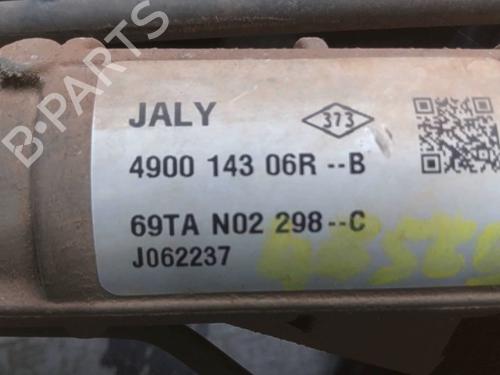 B-PARTS
JALY
373
4900 143 06R --B
69TA N02 298--C
J062237